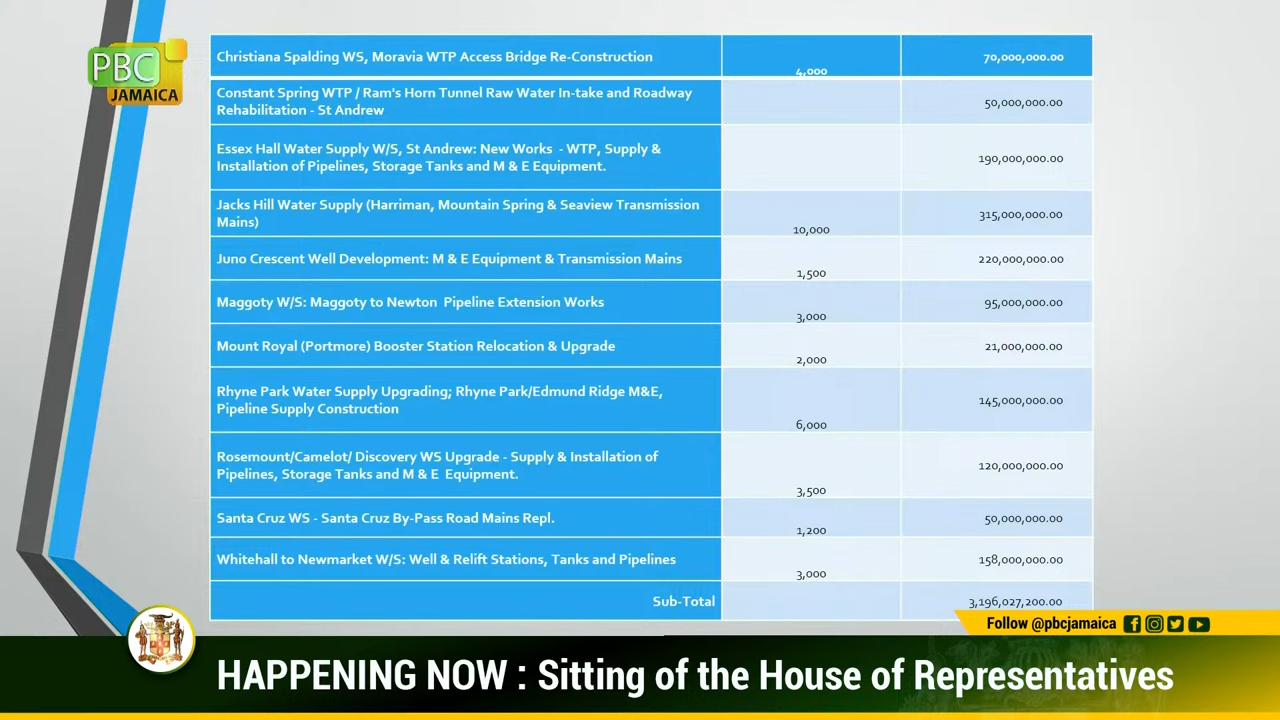 PBC
JAMAICA
Christiana Spalding WS, Moravia WTP Access Bridge Re-Construction 4,000 70,000,000.00
Constant Spring WTP / Ram's Horn Tunnel Raw Water In-take and Roadway
Rehabilitation - St Andrew 50,000,000.00
Essex Hall Water Supply W/S, St Andrew: New Works - WTP, Supply &
Installation of Pipelines, Storage Tanks and M & E Equipment. 190,000,000.00
Jacks Hill Water Supply (Harriman, Mountain Spring & Seaview Transmission
Mains) 10,000 315,000,000.00
Juno Crescent Well Development: M & E Equipment & Transmission Mains 1,500 220,000,000.00
Maggoty W/S: Maggoty to Newton Pipeline Extension Works 3,000 95,000,000.00
Mount Royal (Portmore) Booster Station Relocation & Upgrade 2,000 21,000,000.00
Rhyne Park Water Supply Upgrading; Rhyne Park/Edmund Ridge M&E,
Pipeline Supply Construction 6,000 145,000,000.00
Rosemount/Camelot/ Discovery WS Upgrade - Supply & Installation of
Pipelines, Storage Tanks and M & E Equipment. 3,500 120,000,000.00
Santa Cruz WS - Santa Cruz By-Pass Road Mains Repl. 1,200 50,000,000.00
Whitehall to Newmarket W/S: Well & Relift Stations, Tanks and Pipelines 3,000 158,000,000.00
Sub-Total 3,196,027,200.00
Follow @pbcjamaica
HAPPENING NOW : Sitting of the House of Representatives